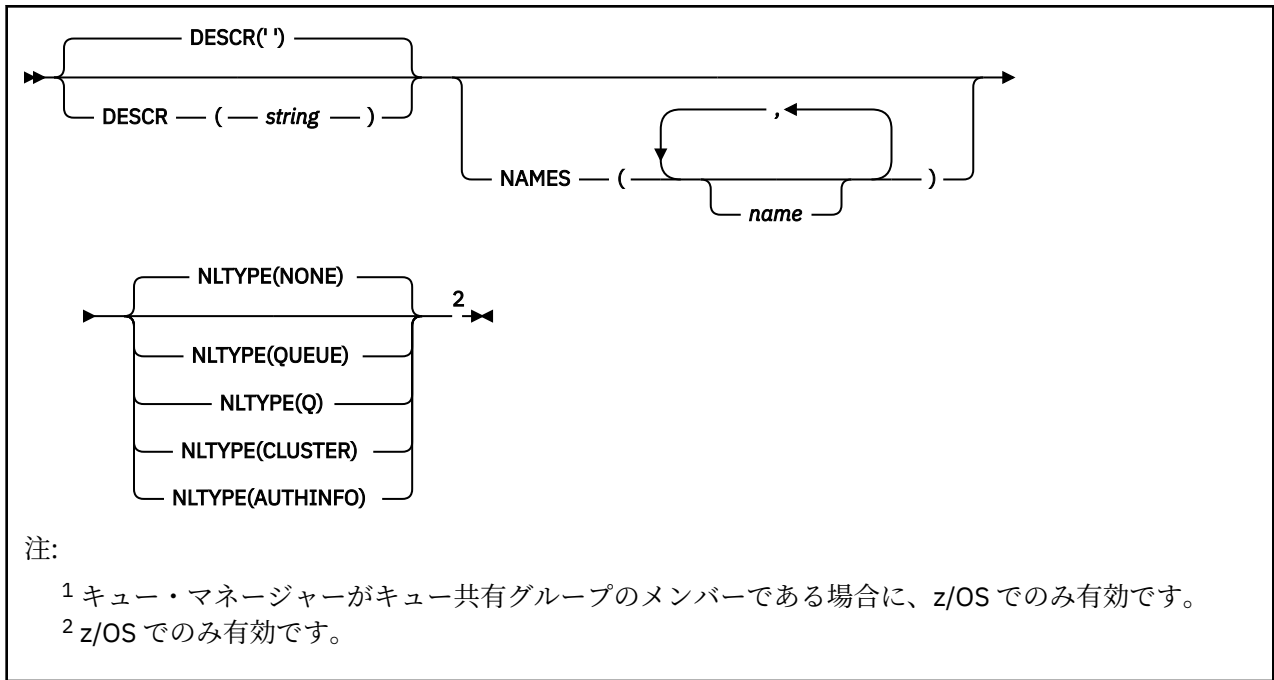 DESCR(' ')
DESCR ( string )
,
NAMES ( )
name
NLTYPE(NONE)
2
NLTYPE(QUEUE)
NLTYPE(Q)
NLTYPE(CLUSTER)
NLTYPE(AUTHINFO)
注:
1 キュー・マネージャーがキュー共有グループのメンバーである場合に、z/OS でのみ有効です。
2 z/OS でのみ有効です。